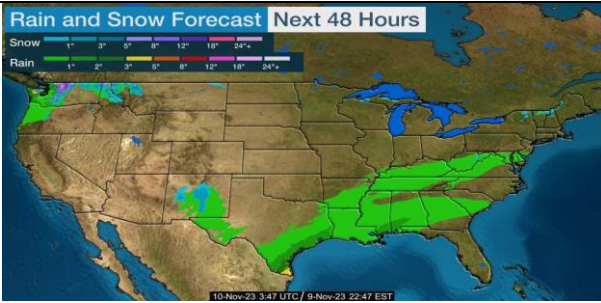 Rain and Snow Forecast Next 48 Hours
Snow 1" 3" 5" 8" 12" 18" 24"+
Rain 1" 2" 3" 5" 8" 12" 18" 24"+
10-Nov-23 3:47 UTC / 9-Nov-23 22:47 EST